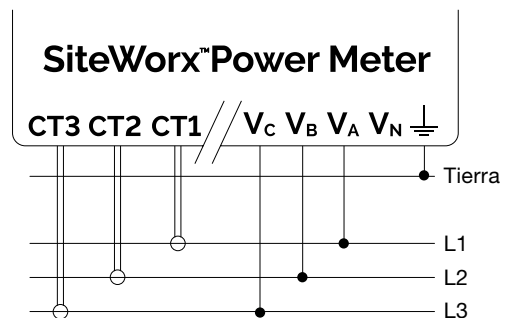 SiteWorx™Power Meter
CT3 CT2 CT1 VC VB VA VN
Tierra
L1
L2
L3